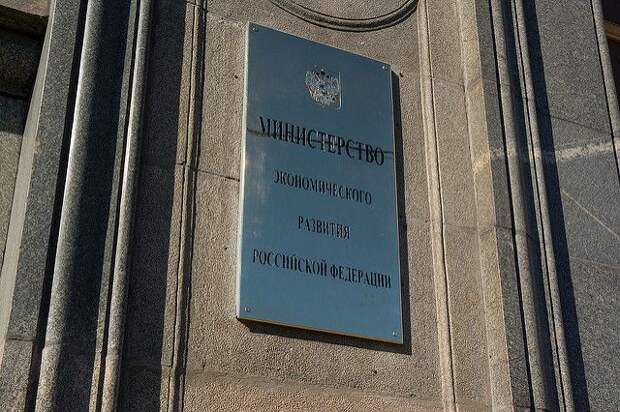 МИНИСТЕРСТВО
ЭКОНОМИЧЕСКОГО
РАЗВИТИЯ
РОССИЙСКОЙ ФЕДЕРАЦИИ